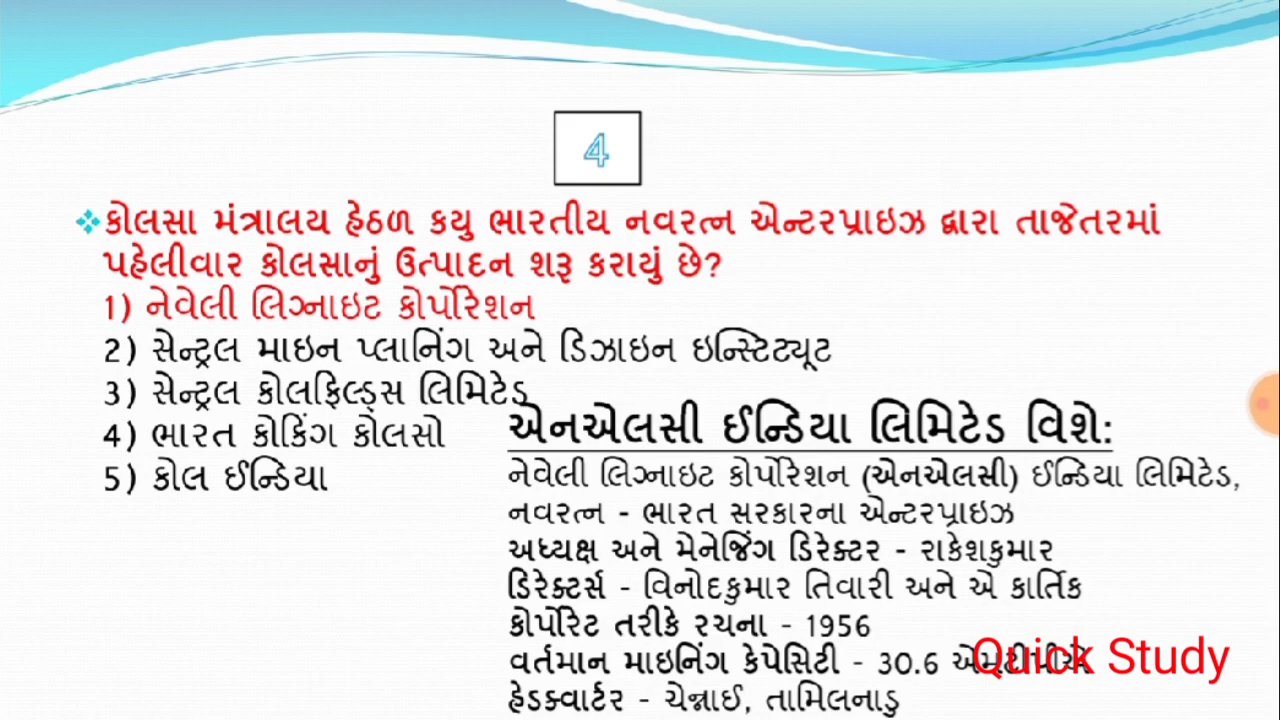 4
કોલસા મંત્રાલય હેઠળ કયુ ભારતીય નવરત્ન એન્ટરપ્રાઇઝ દ્વારા તાજેતરમાં
પહેલીવાર કોલસાનું ઉત્પાદન શરૂ કરાયું છે?
1) નેવેલી લિગ્નાઇટ કોર્પોરેશન
2) સેન્ટ્રલ માઇન પ્લાનિંગ અને ડિઝાઇન ઇન્સ્ટિટ્યૂટ
3) સેન્ટ્રલ કોલફિલ્ડ્સ લિમિટેડ
4) ભારત કોકિંગ કોલસો
5) કોલ ઈન્ડિયા
એનએલસી ઈન્ડિયા લિમિટેડ વિશે:
નેવેલી લિગ્નાઇટ કોર્પોરેશન (એનએલસી) ઈન્ડિયા લિમિટેડ,
નવરત્ન - ભારત સરકારના એન્ટરપ્રાઇઝ
અધ્યક્ષ અને મેનેજિંગ ડિરેક્ટર - રાકેશકુમાર
ડિરેક્ટર્સ - વિનોદકુમાર તિવારી અને એ કાર્તિક
કોર્પોરેટ તરીકે રચના - 1956
વર્તમાન માઇનિંગ કેપેસિટી - 30.6 એમટીપીએ
હેડક્વાર્ટર - ચેન્નાઈ, તામિલનાડુ
Quick Study